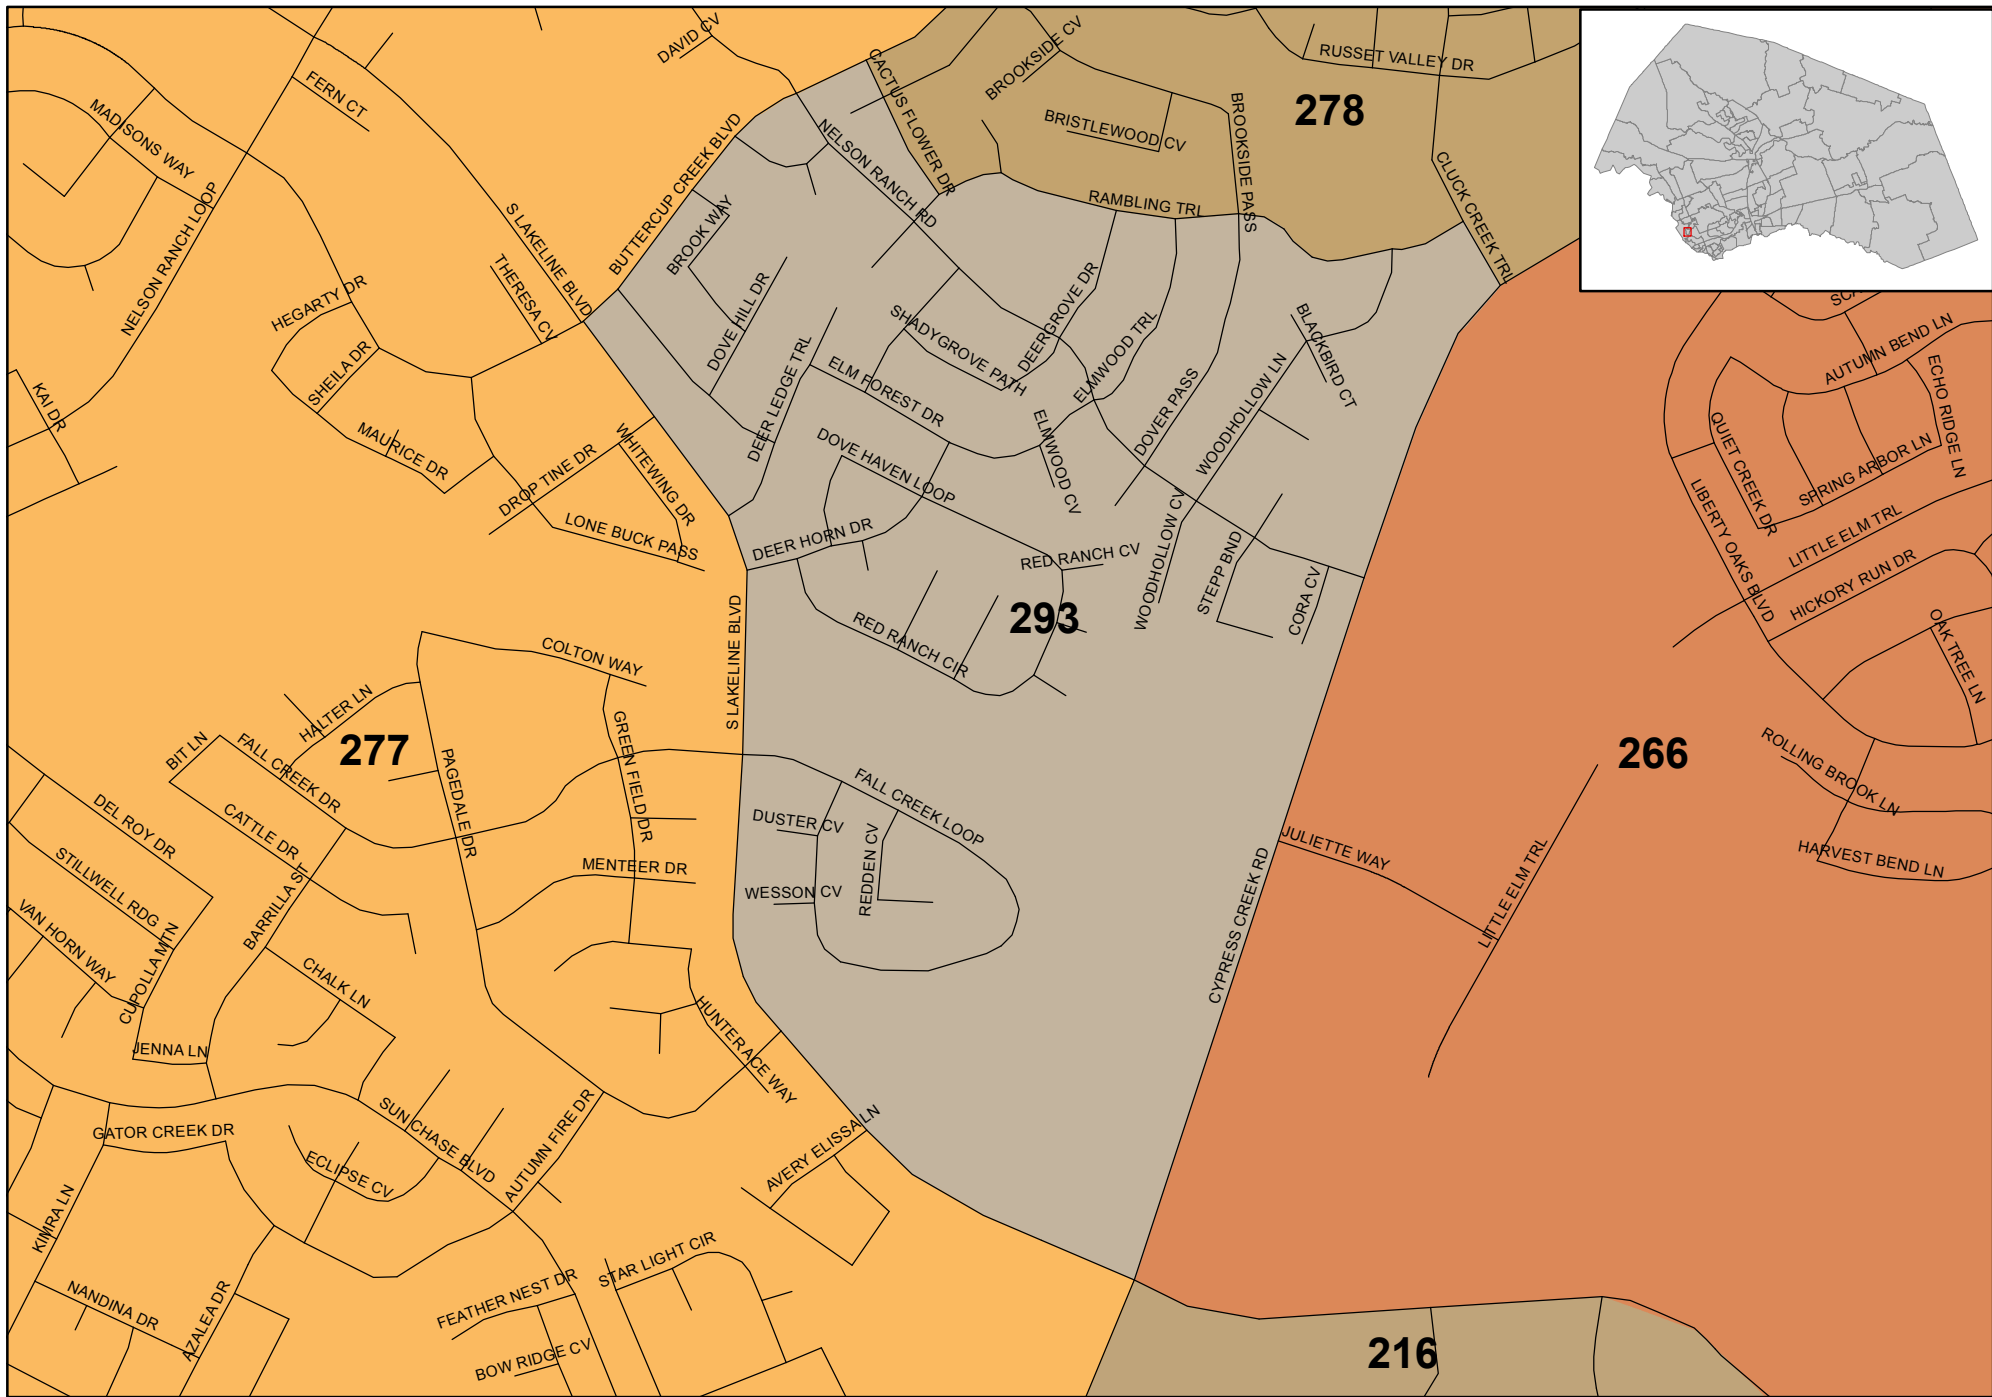 DAVID CV
BROOKSIDE CV
RUSSET VALLEY DR
FERN CT
CACTUS FLOWER DR
278
MADISONS WAY
BRISTLEWOOD CV
BROOKSIDE PASS
BUTTERCUP CREEK BLVD
NELSON RANCH RD
CLUCK CREEK TRL
NELSON RANCH LOOP
S LAKELINE BLVD
BROOK WAY
RAMBLING TRL
THERESA CV
HEGARTY DR
DOVE HILL DR
SHADYGROVE PATH
DEERGROVE DR
ELMWOOD TRL
BLACKBIRD CT
AUTUMN BEND LN
ECHO RIDGE LN
SHEILA DR
KAI DR
DEER LEDGE TRL
ELM FOREST DR
DOVER PASS
WOODHOLLOW LN
QUIET CREEK DR
SPRING ARBOR LN
MAURICE DR
WHITEWING DR
DROP TINE DR
DOVE HAVEN LOOP
ELMWOOD CV
LIBERTY OAKS BLVD
LONE BUCK PASS
DEER HORN DR
RED RANCH CV
WOODHOLLOW CV
STEPP BND
CORA CV
LITTLE ELM TRL
HICKORY RUN DR
OAK TREE LN
293
RED RANCH CIR
S LAKELINE BLVD
COLTON WAY
HALTER LN
277
BIT LN
FALL CREEK DR
PAGEDALE DR
GREEN FIELD DR
266
ROLLING BROOK LN
HARVEST BEND LN
DEL ROY DR
CATTLE DR
DUSTER CV
FALL CREEK LOOP
REDDEN CV
WESSON CV
MENTEER DR
JULIETTE WAY
LITTLE ELM TRL
CYPRESS CREEK RD
STILLWELL RDG
VAN HORN WAY
CUPOLLA MTN
BARRILLA ST
CHALK LN
JENNA LN
HUNTER ACE WAY
AVERY ELISSA LN
GATOR CREEK DR
SUN CHASE BLVD
AUTUMN FIRE DR
ECLIPSE CV
KIMRA LN
NANDINA DR
AZALEA DR
FEATHER NEST DR
STAR LIGHT CIR
BOW RIDGE CV
216